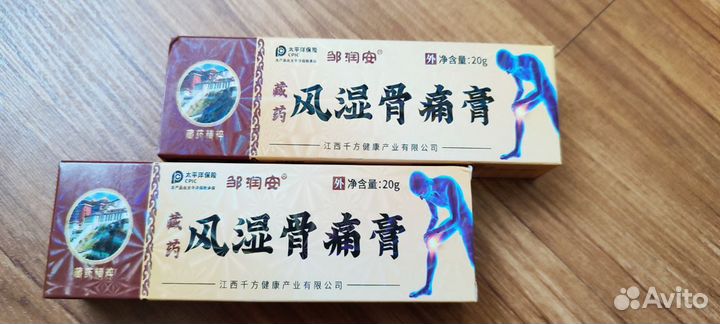 太平洋保险
CPIC
邹润安®
外 净含量:20g
藏药
风湿骨痛膏
藏药精粹
江西千方健康产业有限公司
太平洋保险
CPIC
邹润安®
外 净含量:20g
藏药
风湿骨痛膏
藏药精粹
江西千方健康产业有限公司
Avito